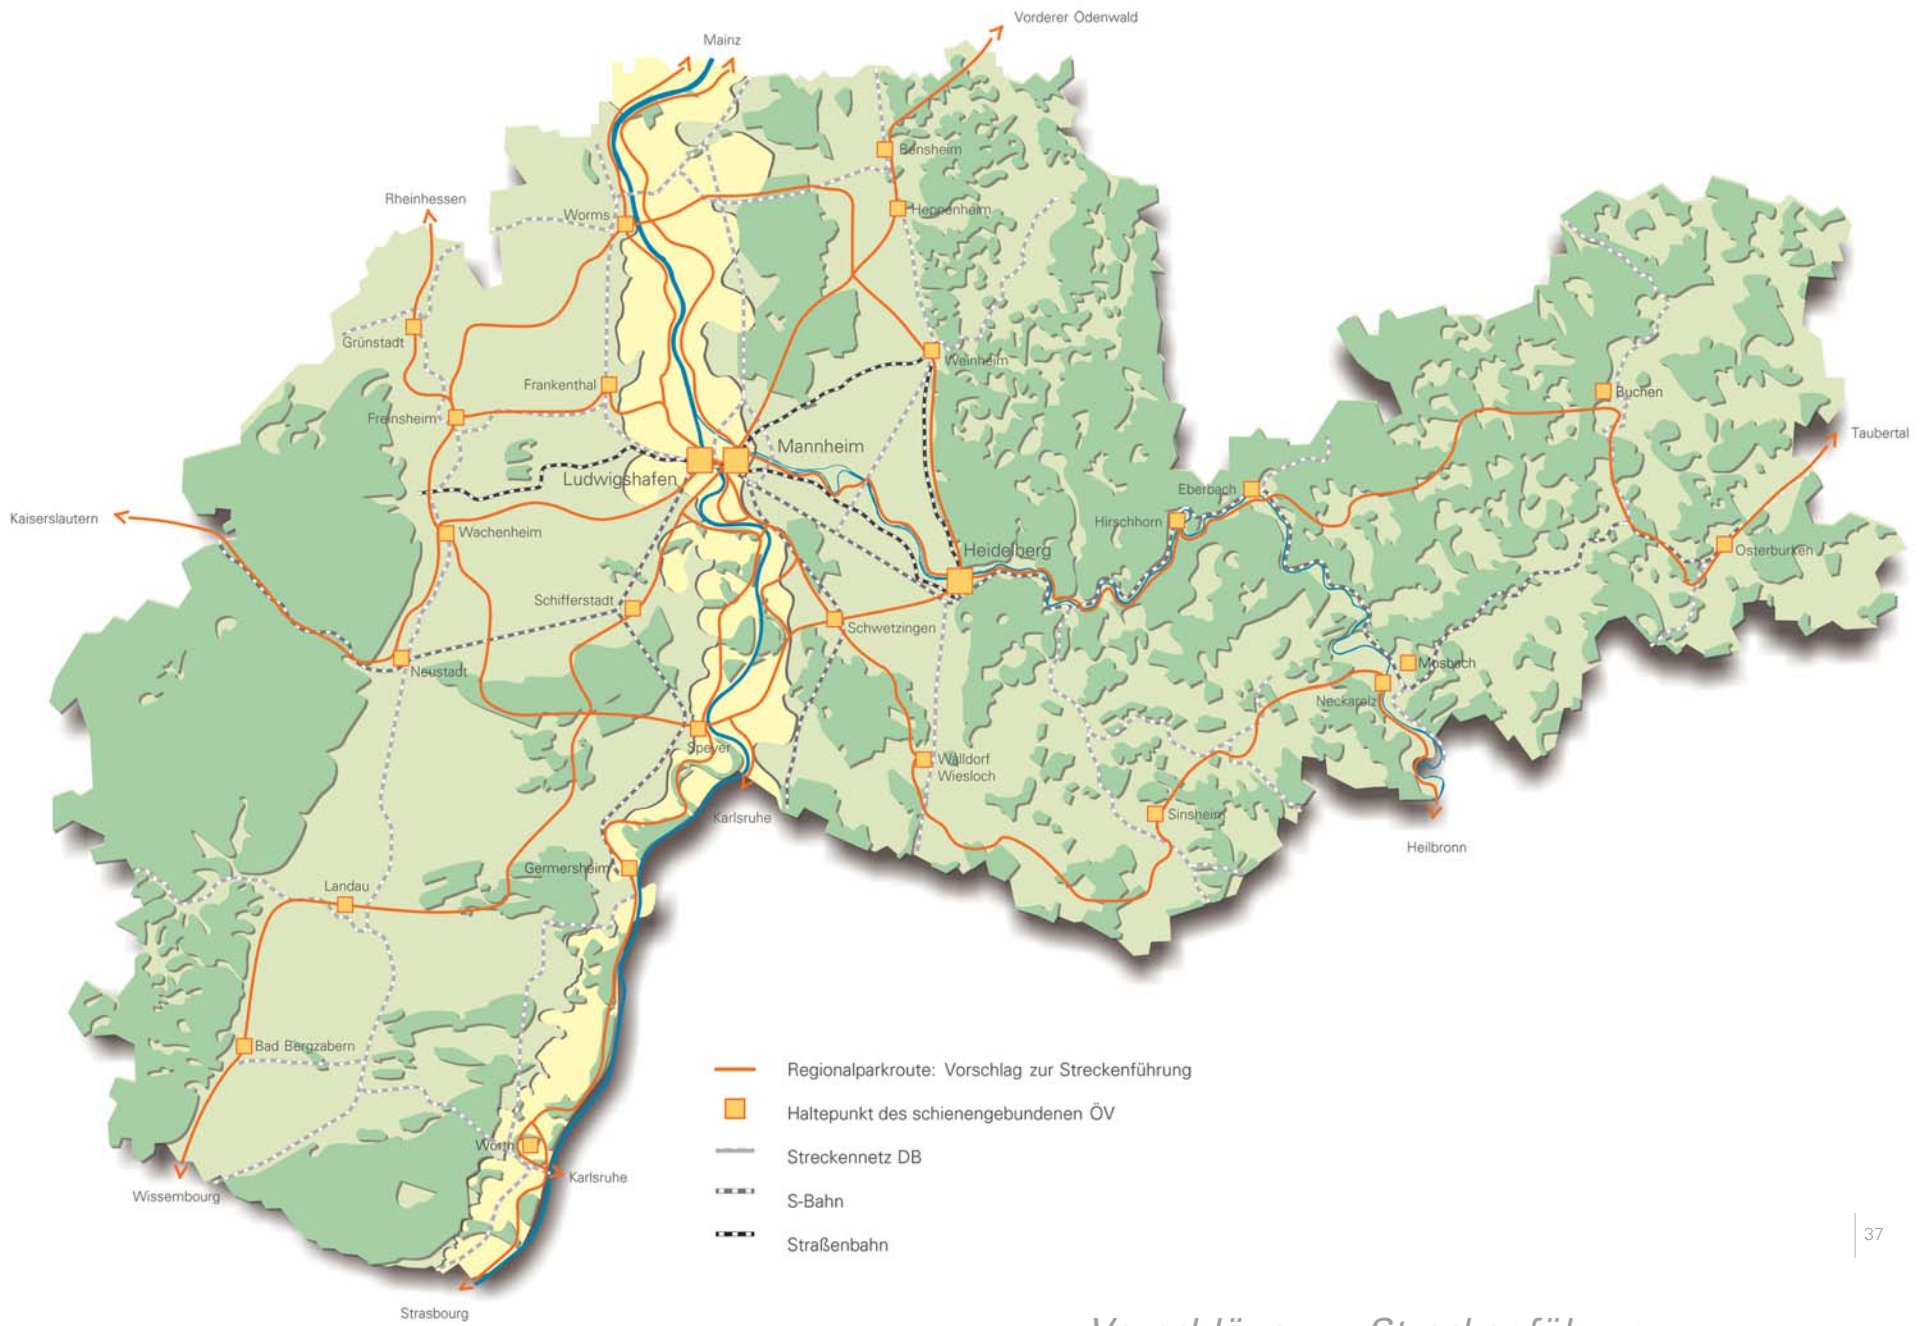 Vorderer Odenwald
Mainz
Bensheim
Rheinhessen
Heppenheim
Worms
Grünstadt
Weinheim
Frankenthal
Buchen
Freinsheim
Taubertal
Mannheim
Ludwigshafen
Eberbach
Kaiserslautern
Hirschhorn
Wachenheim
Heidelberg
Osterburken
Schifferstadt
Schwetzingen
Neustadt
Mosbach
Neckarelz
Speyer
Walldorf
Wiesloch
Karlsruhe
Sinsheim
Heilbronn
Germersheim
Landau
Bad Bergzabern
Wörth
Karlsruhe
Wissembourg
Strasbourg
Regionalparkroute: Vorschlag zur Streckenführung
Haltepunkt des schienengebundenen ÖV
Streckennetz DB
S-Bahn
Straßenbahn
37